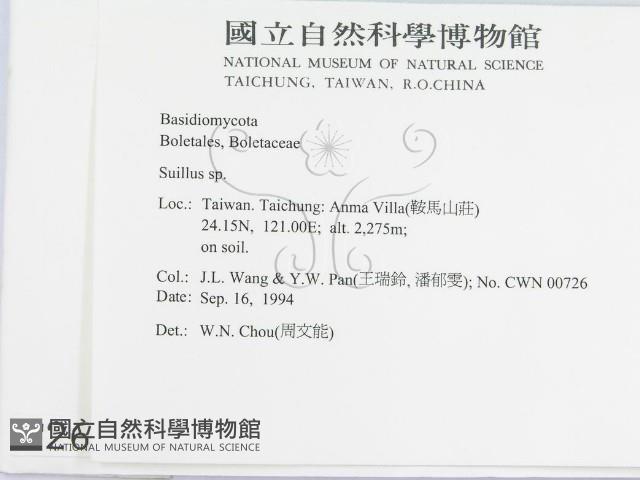 國立自然科學博物館
NATIONAL MUSEUM OF NATURAL SCIENCE
TAICHUNG, TAIWAN, R.O.CHINA
Basidiomycota
Boletales, Boletaceae
Suillus sp.
Loc.: Taiwan. Taichung: Anma Villa(鞍馬山莊)
24.15N, 121.00E; alt. 2,275m;
on soil.
Col.: J.L. Wang & Y.W. Pan(王瑞鈴, 潘郁雯); No. CWN 00726
Date: Sep. 16, 1994
Det.: W.N. Chou(周文能)
26
國立自然科學博物館
NATIONAL MUSEUM OF NATURAL SCIENCE